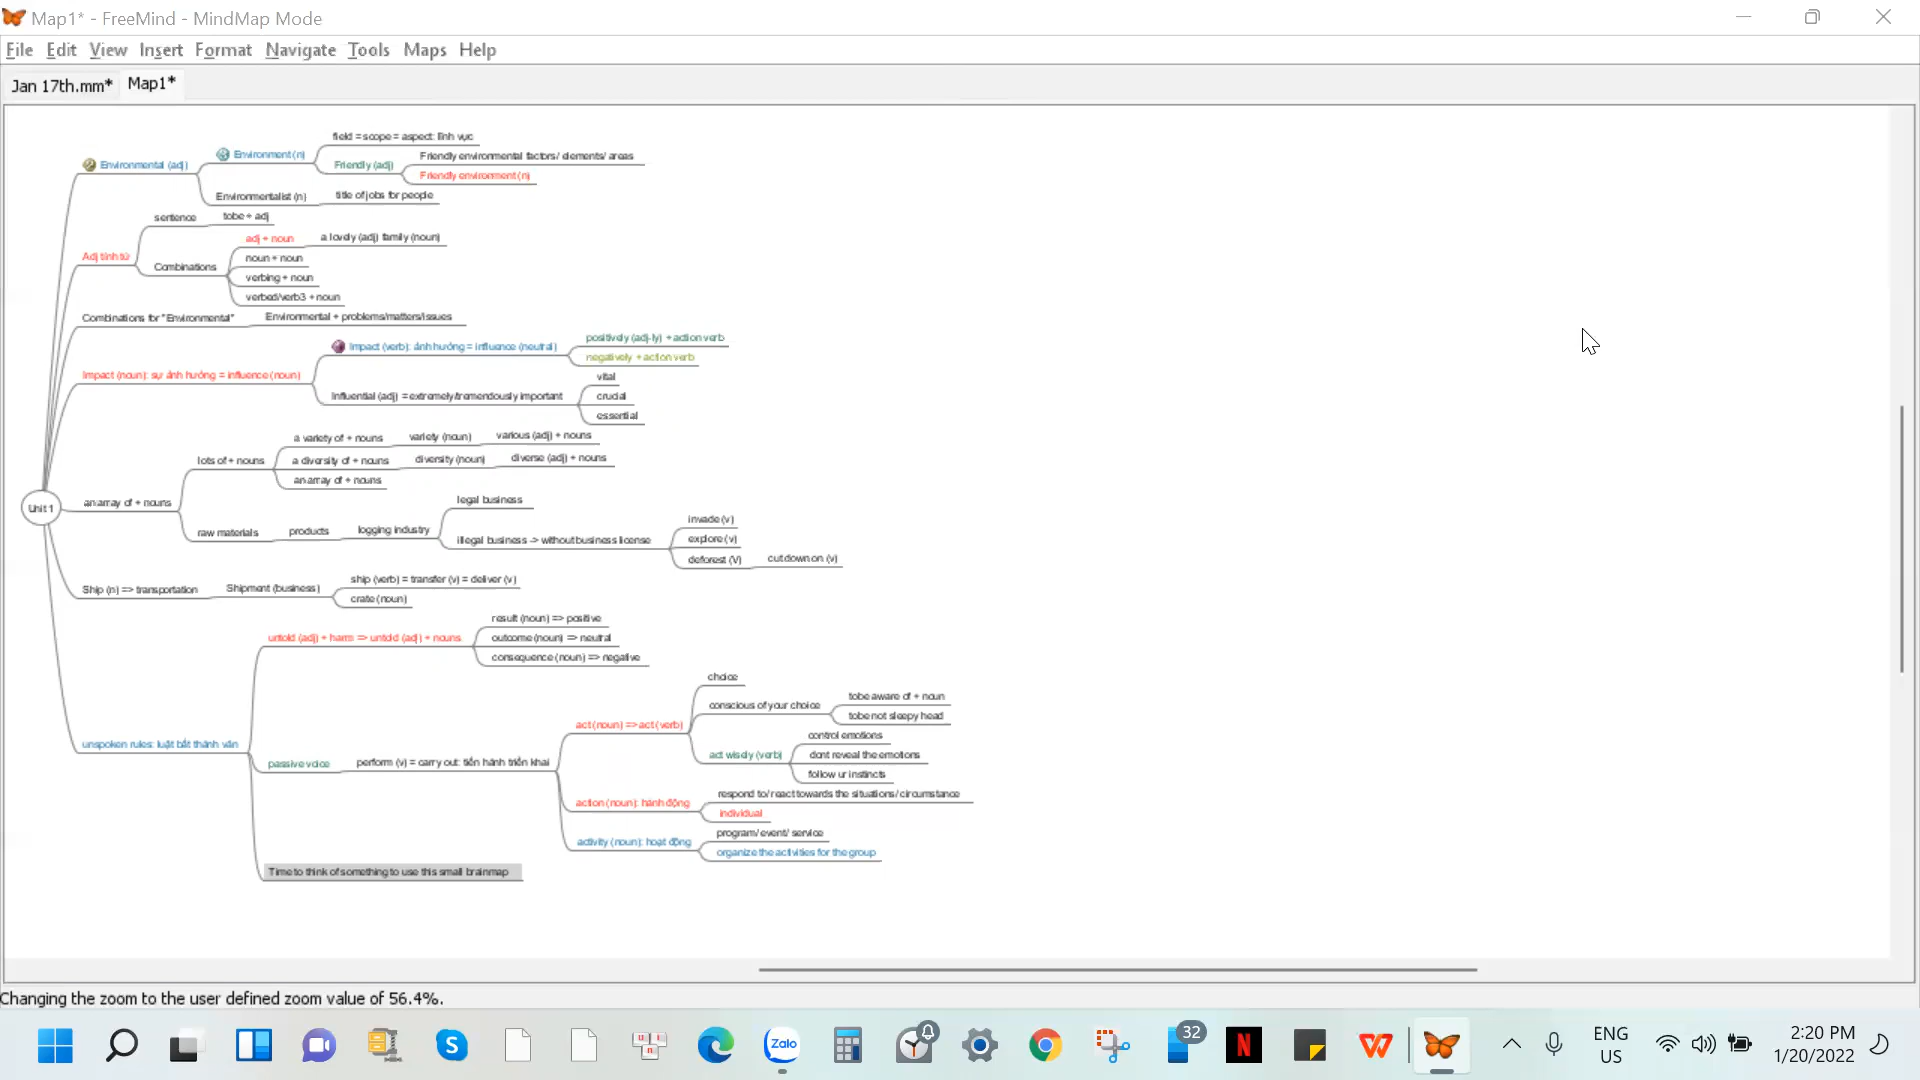 Map1* - FreeMind - MindMap Mode
File Edit View Insert Format Navigate Tools Maps Help
Jan 17th.mm* Map1*
field = scope = aspect: lĩnh vực
Environment (n)
Friendly environmental factors/ elements/ areas
Environmental (adj)
Friendly (adj)
Friendly environment (n)
Environmentalist (n) title of jobs for people
sentence tobe + adj
adj + noun a lovely (adj) family (noun)
Adj tính từ
noun + noun
Combinations
verbing + noun
verbed/verb3 + noun
Combinations for "Environmental" Environmental + problems/matters/issues
positively (adj-ly) + action verb
Impact (verb): ảnh hưởng = influence (neutral)
negatively + action verb
Impact (noun): sự ảnh hưởng = influence (noun)
vital
Influential (adj) = extremely/tremendously important
crucial
essential
a variety of + nouns variety (noun) various (adj) + nouns
lots of + nouns
a diversity of + nouns diversity (noun) diverse (adj) + nouns
an array of + nouns
legal business
an array of + nouns
Unit 1
invade (v)
raw materials products logging industry
illegal business -> without business license
explore (v)
deforest (V) cut down on (v)
ship (verb) = transfer (v) = deliver (v)
Ship (n) => transportation Shipment (business)
crate (noun)
result (noun) => positive
untold (adj) + harm => untold (adj) + nouns
outcome (noun) => neutral
consequence (noun) => negative
choice
tobe aware of + noun
conscious of your choice
tobe not sleepy head
act (noun) => act (verb)
control emotions
unspoken rules: luật bất thành văn
act wisely (verb)
dont reveal the emotions
passive voice perform (v) = carry out: tiến hành triển khai
follow ur instincts
respond to/ react towards the situations/ circumstance
action (noun): hành động
individual
program/ event/ service
activity (noun): hoạt động
organize the activities for the group
Time to think of something to use this small brainmap
Changing the zoom to the user defined zoom value of 56.4%.
Zalo
32
ENG
US
2:20 PM
1/20/2022